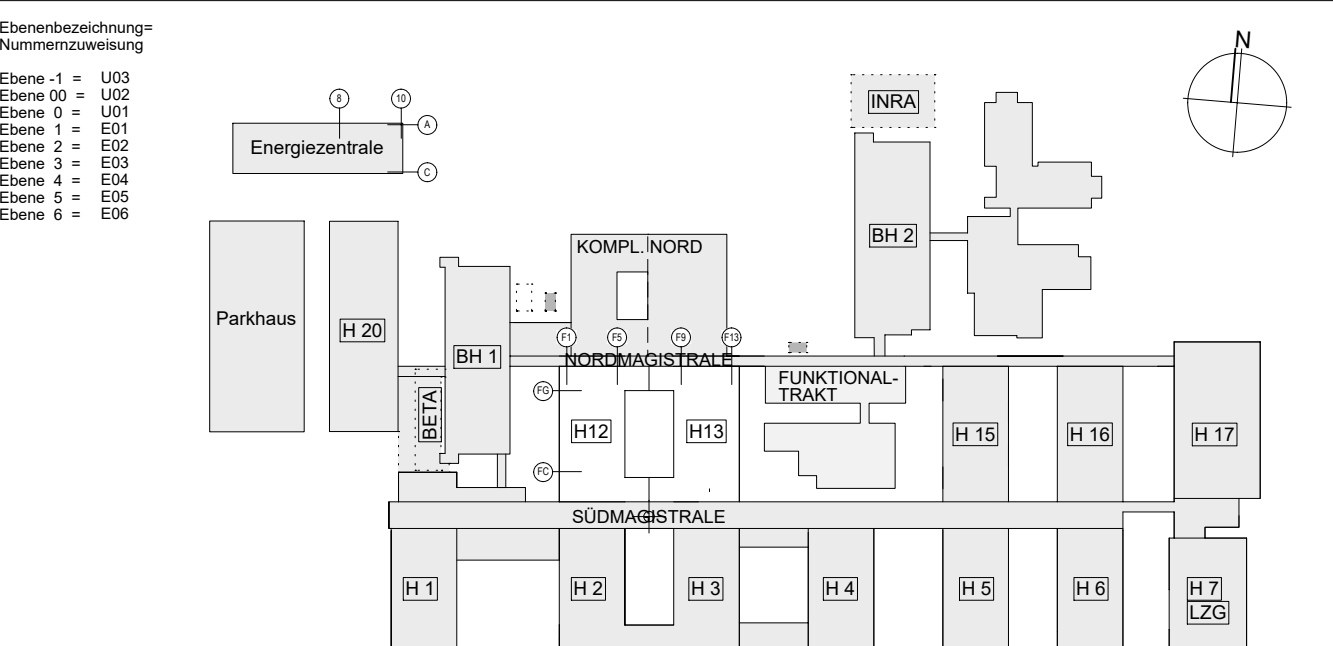 Ebenenbezeichnung=
Nummernzuweisung
Ebene -1 = U03
Ebene 00 = U02
Ebene 0 = U01
Ebene 1 = E01
Ebene 2 = E02
Ebene 3 = E03
Ebene 4 = E04
Ebene 5 = E05
Ebene 6 = E06
N
8
10
A
Energiezentrale
C
INRA
Parkhaus
H 20
BH 1
BETA
KOMPL. NORD
BH 2
F1
F5
F9
F13
NORDMAGISTRALE
FUNKTIONAL-
TRAKT
FG
H12
H13
FC
H 15
H 16
H 17
SÜDMAGISTRALE
H 1
H 2
H 3
H 4
H 5
H 6
H 7
LZG